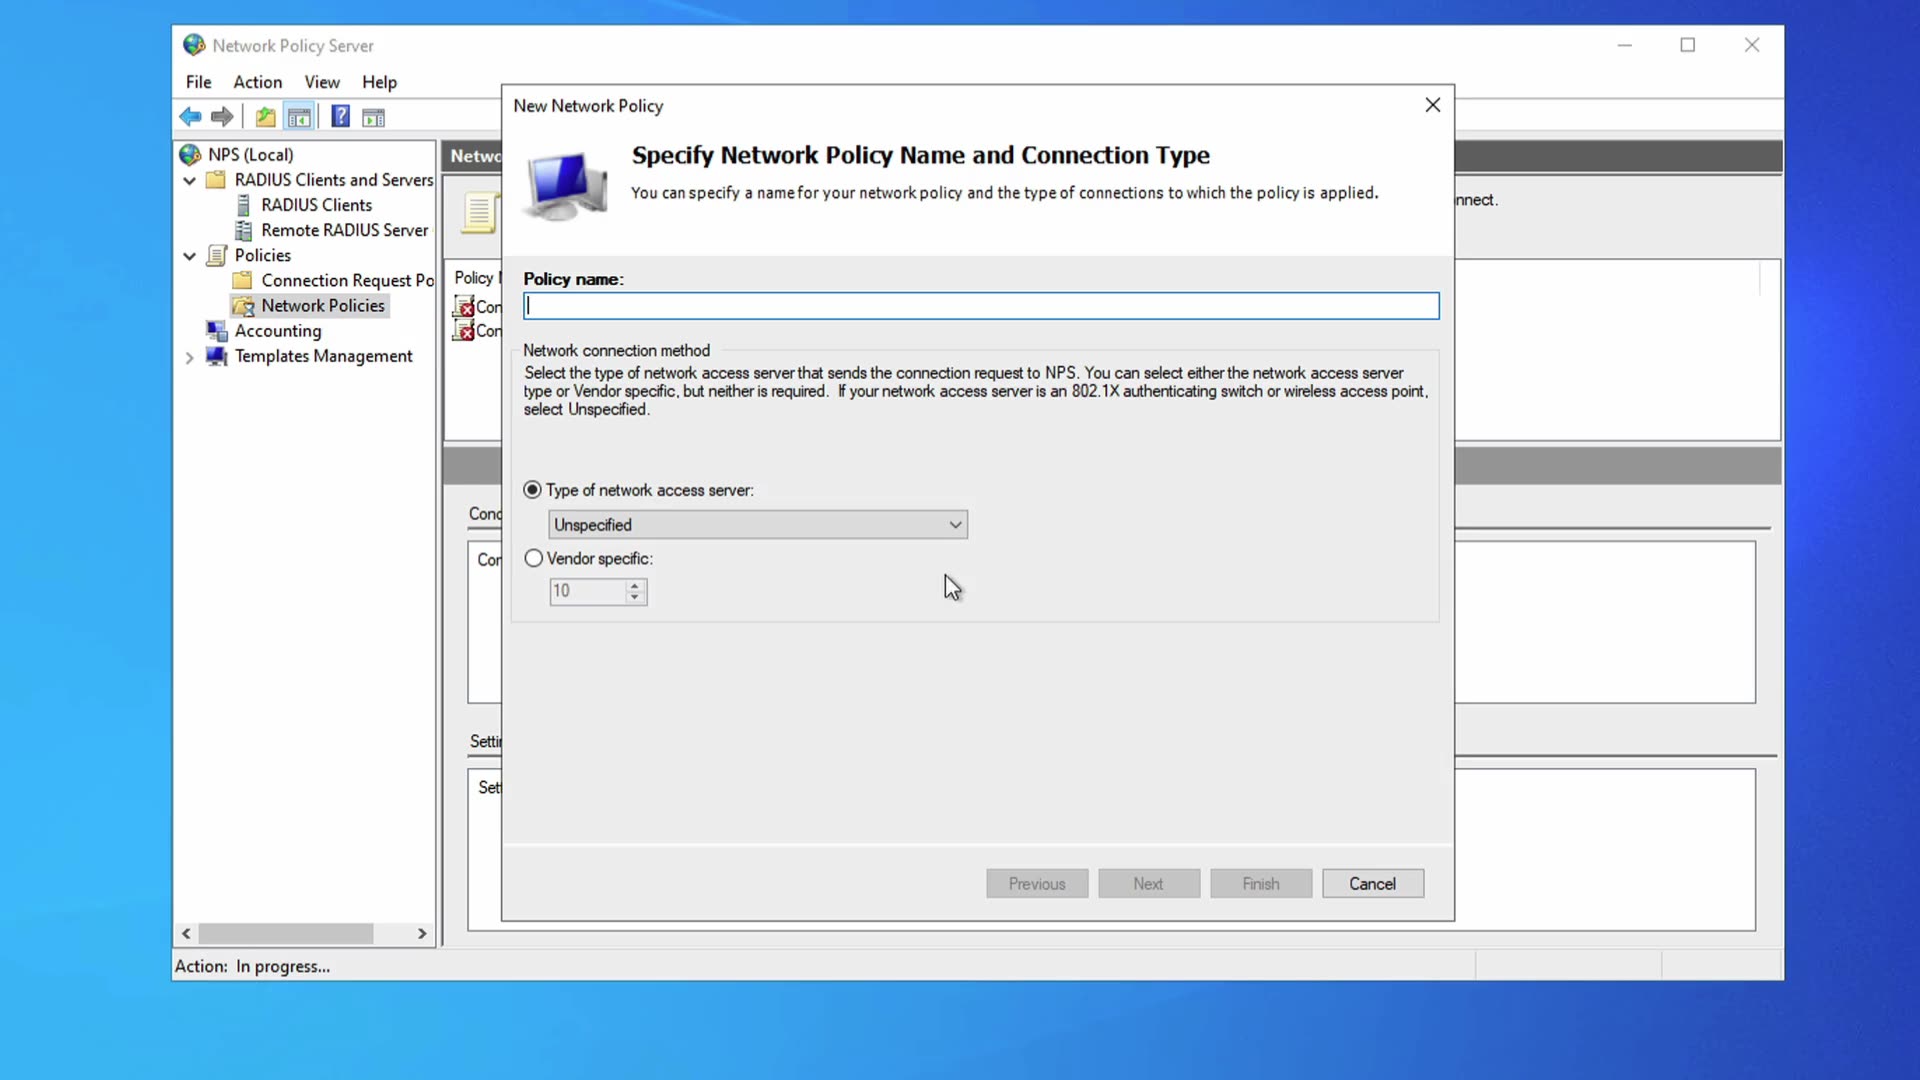 Network Policy Server
File Action View Help
NPS (Local)
RADIUS Clients and Servers
RADIUS Clients
Remote RADIUS Server
Policies
Connection Request Po
Network Policies
Accounting
Templates Management
Netwo
nnect.
Policy N
Con
Con
Cond
Con
Settin
Sett
New Network Policy
Specify Network Policy Name and Connection Type
You can specify a name for your network policy and the type of connections to which the policy is applied.
Policy name:
Network connection method
Select the type of network access server that sends the connection request to NPS. You can select either the network access server
type or Vendor specific, but neither is required. If your network access server is an 802.1X authenticating switch or wireless access point,
select Unspecified.
Type of network access server:
Unspecified
Vendor specific:
10
Previous Next Finish Cancel
Action: In progress...